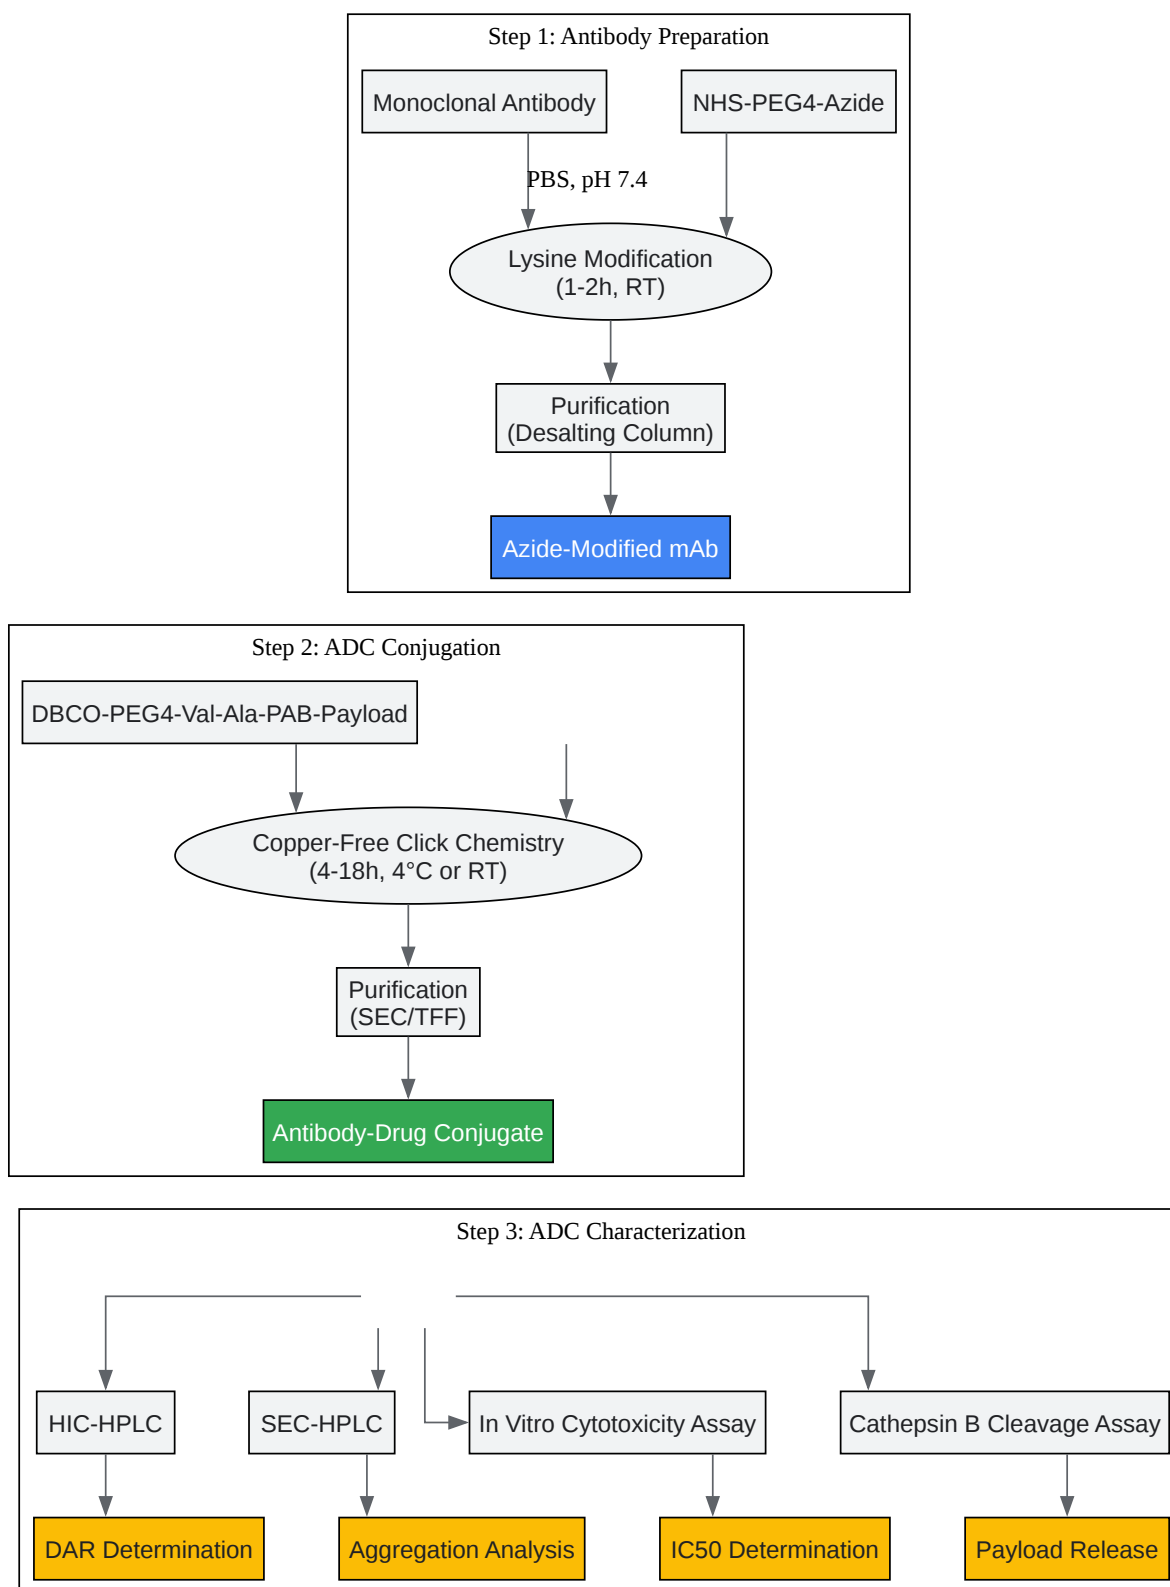 Step 1: Antibody Preparation
Monoclonal Antibody
NHS-PEG4-Azide
PBS, pH 7.4
Lysine Modification
(1-2h, RT)
Purification
(Desalting Column)
Azide-Modified mAb
Step 2: ADC Conjugation
DBCO-PEG4-Val-Ala-PAB-Payload
Copper-Free Click Chemistry
(4-18h, 4°C or RT)
Purification
(SEC/TFF)
Antibody-Drug Conjugate
Step 3: ADC Characterization
HIC-HPLC
SEC-HPLC
In Vitro Cytotoxicity Assay
Cathepsin B Cleavage Assay
DAR Determination
Aggregation Analysis
IC50 Determination
Payload Release